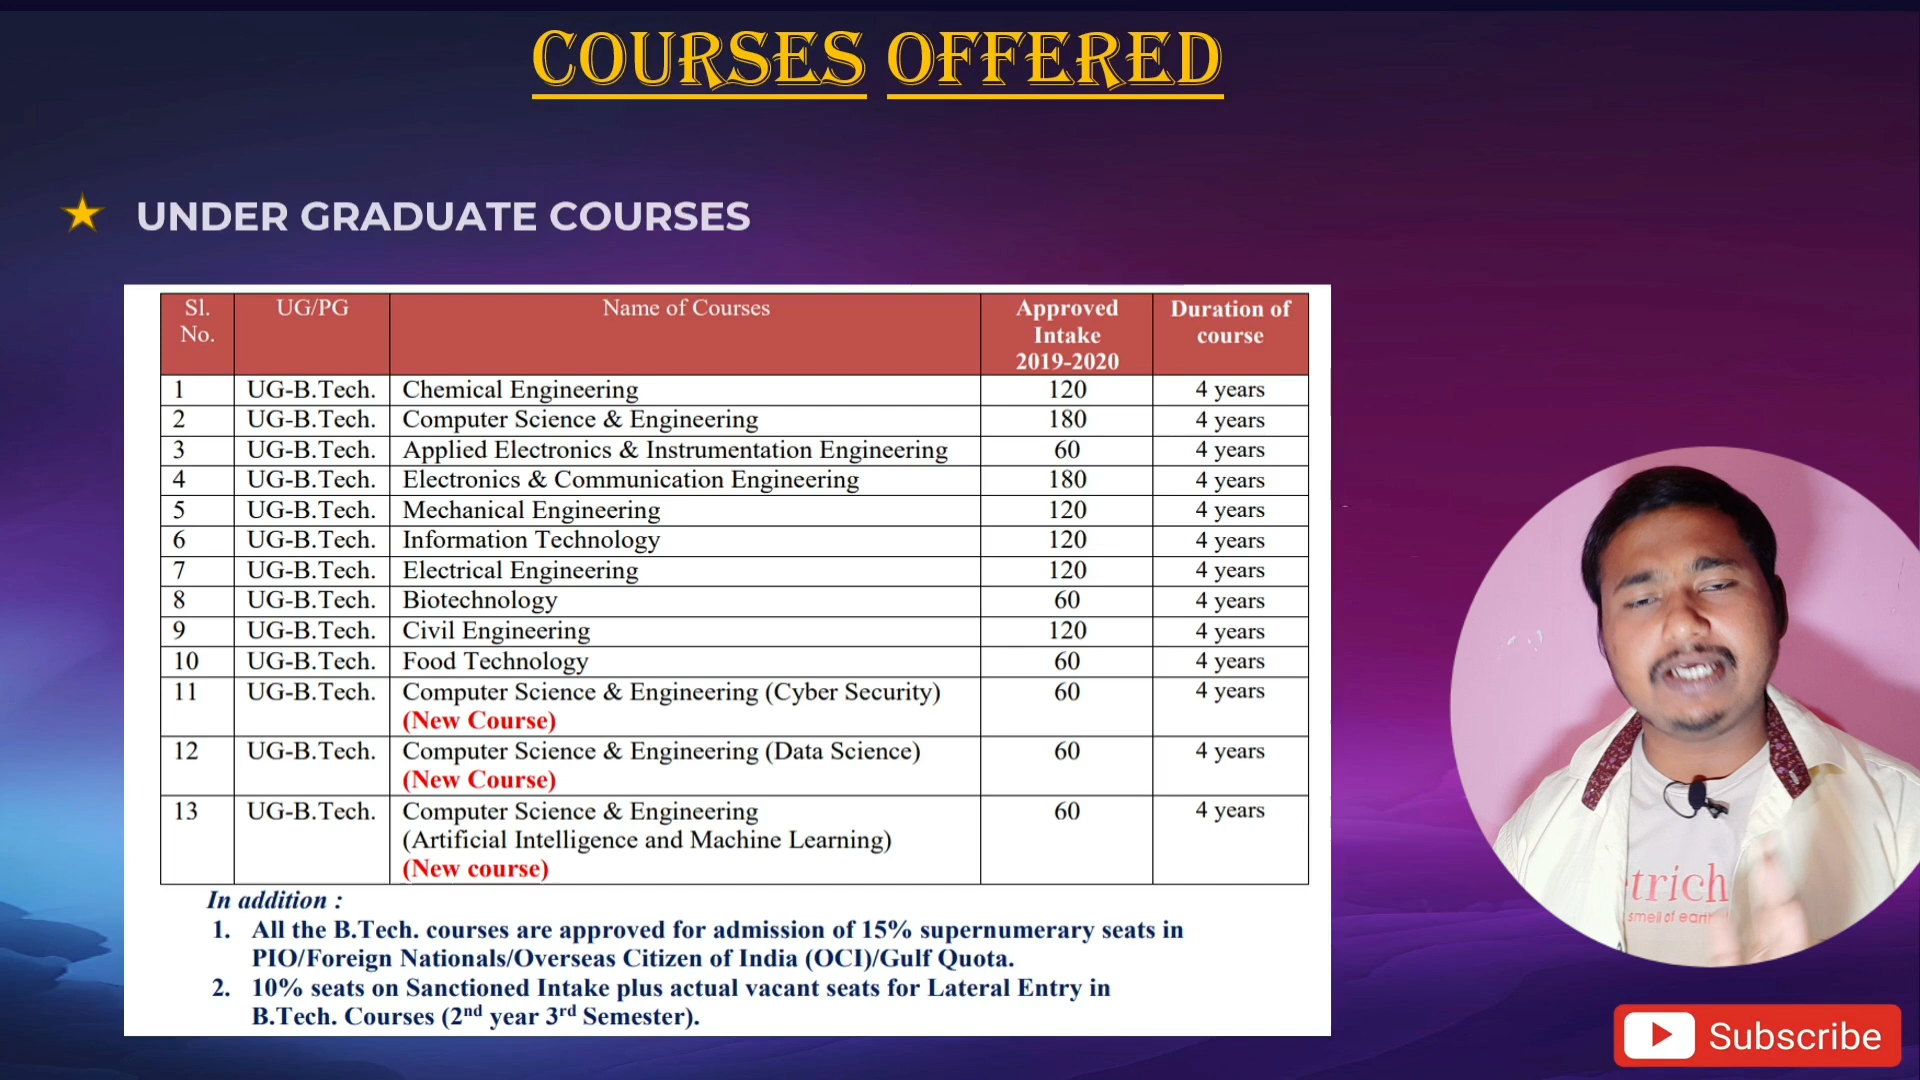 COURSES OFFERED
★ UNDER GRADUATE COURSES
Sl. No. UG/PG Name of Courses Approved Intake 2019-2020 Duration of course
1 UG-B.Tech. Chemical Engineering 120 4 years
2 UG-B.Tech. Computer Science & Engineering 180 4 years
3 UG-B.Tech. Applied Electronics & Instrumentation Engineering 60 4 years
4 UG-B.Tech. Electronics & Communication Engineering 180 4 years
5 UG-B.Tech. Mechanical Engineering 120 4 years
6 UG-B.Tech. Information Technology 120 4 years
7 UG-B.Tech. Electrical Engineering 120 4 years
8 UG-B.Tech. Biotechnology 60 4 years
9 UG-B.Tech. Civil Engineering 120 4 years
10 UG-B.Tech. Food Technology 60 4 years
11 UG-B.Tech. Computer Science & Engineering (Cyber Security) 60 4 years
(New Course)
12 UG-B.Tech. Computer Science & Engineering (Data Science) 60 4 years
(New Course)
13 UG-B.Tech. Computer Science & Engineering 60 4 years
(Artificial Intelligence and Machine Learning)
(New course)
In addition :
1. All the B.Tech. courses are approved for admission of 15% supernumerary seats in
PIO/Foreign Nationals/Overseas Citizen of India (OCI)/Gulf Quota.
2. 10% seats on Sanctioned Intake plus actual vacant seats for Lateral Entry in
B.Tech. Courses (2nd year 3rd Semester).
trich
smell of eart
Subscribe